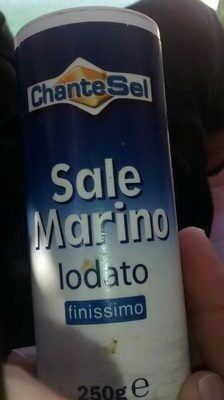 ChanteSel
Sale
Marino
Iodato
finissimo
250g e